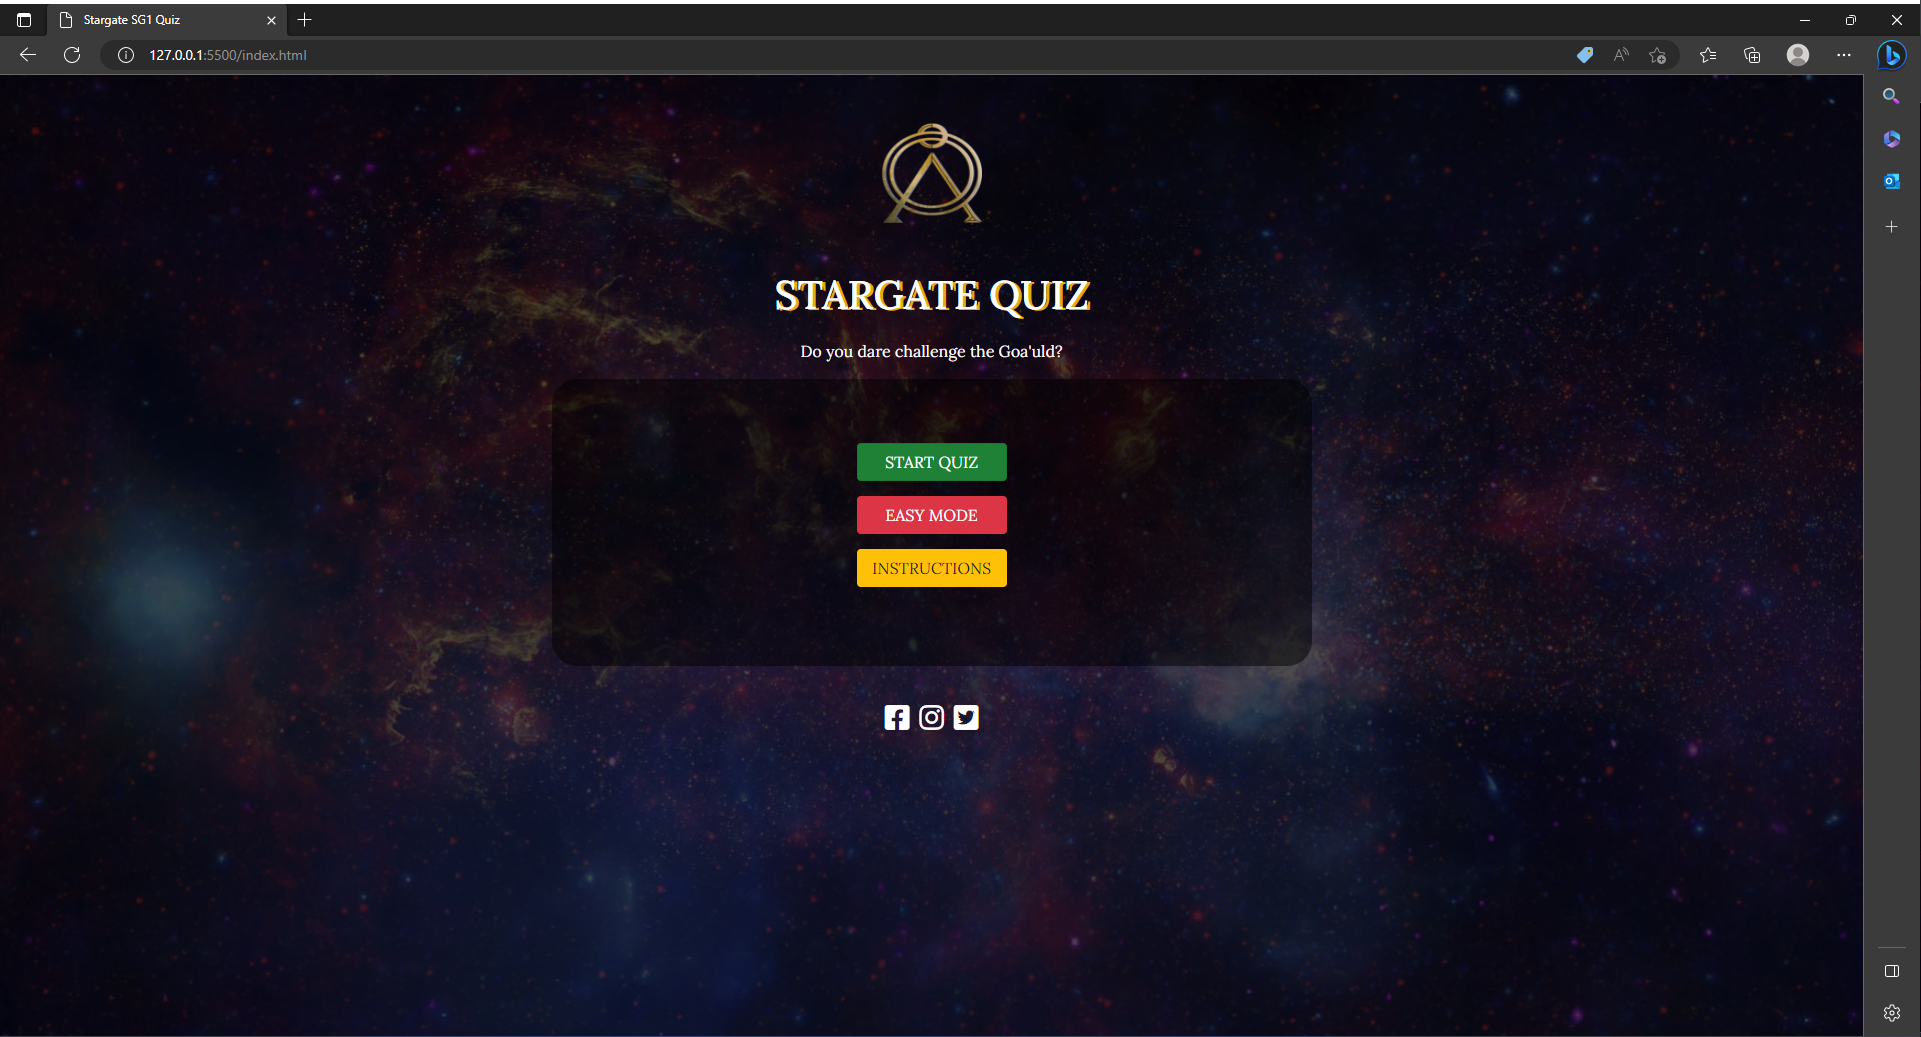 Stargate SG1 Quiz
127.0.0.1:5500/index.html
STARGATE QUIZ
Do you dare challenge the Goa'uld?
START QUIZ
EASY MODE
INSTRUCTIONS